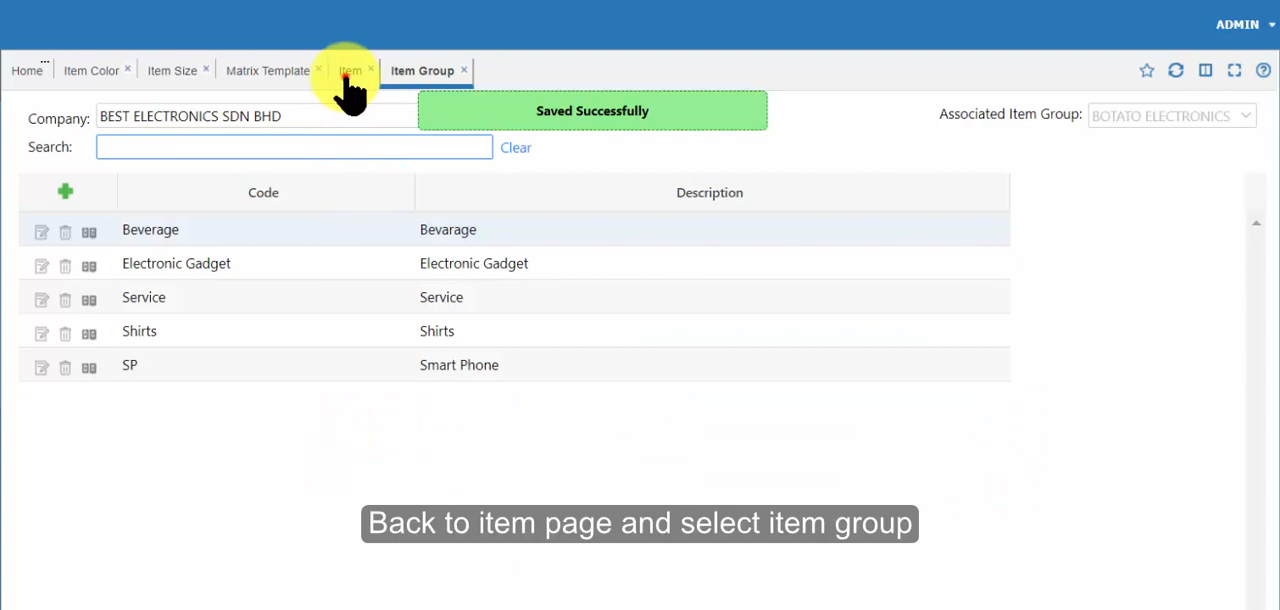 ADMIN
Home Item Color Item Size Matrix Template Item Item Group
Saved Successfully
Company: BEST ELECTRONICS SDN BHD
Associated Item Group: BOTATO ELECTRONICS
Search: Clear
Code Description
Beverage Bevarage
Electronic Gadget Electronic Gadget
Service Service
Shirts Shirts
SP Smart Phone
Back to item page and select item group